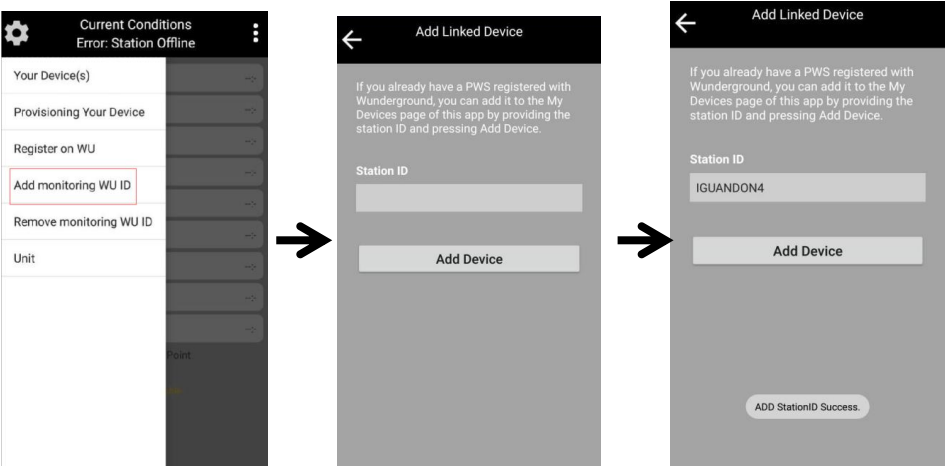 Current Conditions
Error: Station Offline
Your Device(s)
Provisioning Your Device
Register on WU
Add monitoring WU ID
Remove monitoring WU ID
Unit
Point
Add Linked Device
If you already have a PWS registered with
Wunderground, you can add it to the My
Devices page of this app by providing the
station ID and pressing Add Device.
Station ID
Add Device
Add Linked Device
If you already have a PWS registered with
Wunderground, you can add it to the My
Devices page of this app by providing the
station ID and pressing Add Device.
Station ID
IGUANDON4
Add Device
ADD StationID Success.